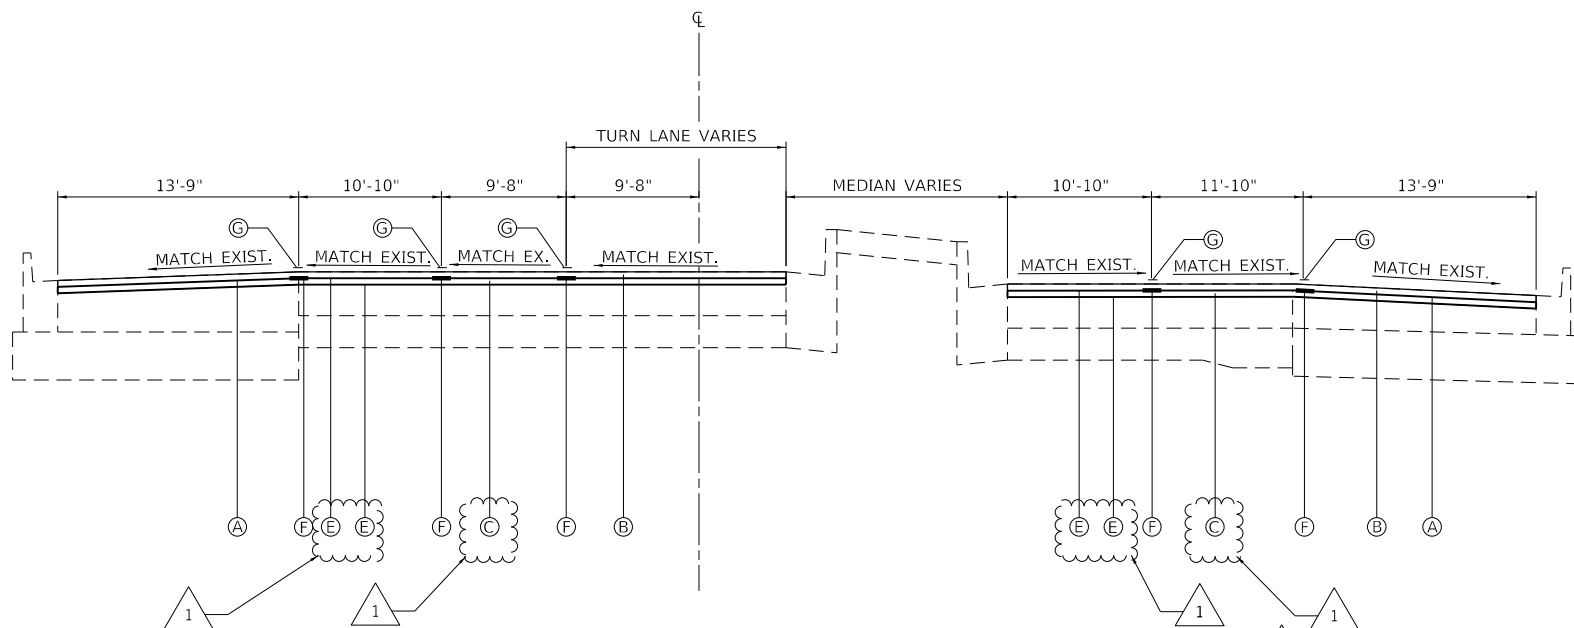 ℄
TURN LANE VARIES
13'-9" 10'-10" 9'-8" 9'-8" MEDIAN VARIES 10'-10" 11'-10" 13'-9"
G G G G G
MATCH EXIST. MATCH EXIST. MATCH EX. MATCH EXIST. MATCH EXIST. MATCH EXIST. MATCH EXIST.
A F E E F C F B E E F C F B A
1 1 1 1